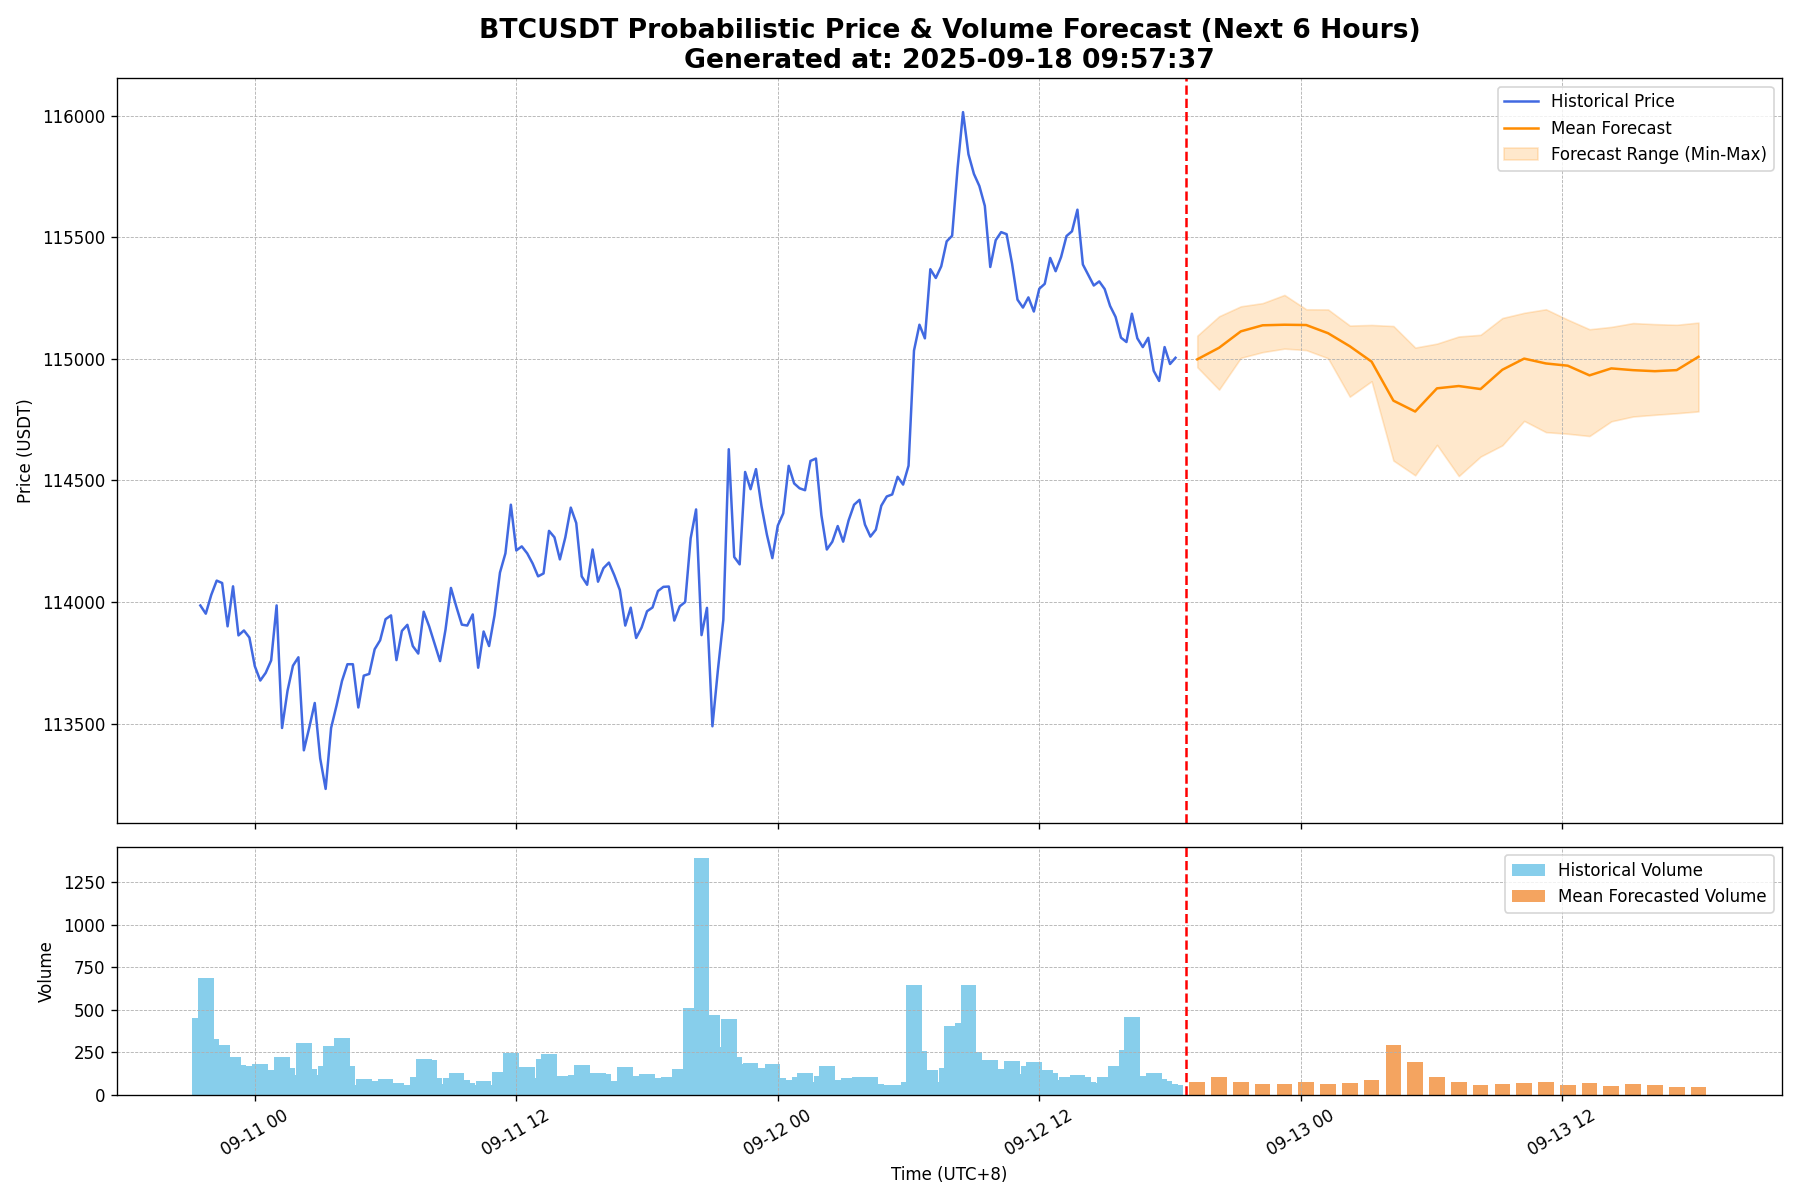 BTCUSDT Probabilistic Price & Volume Forecast (Next 6 Hours)
Generated at: 2025-09-18 09:57:37
Historical Price
Mean Forecast
Forecast Range (Min-Max)
Price (USDT)
116000
115500
115000
114500
114000
113500
Historical Volume
Mean Forecasted Volume
Volume
1250
1000
750
500
250
0
09-11 00
09-11 12
09-12 00
09-12 12
09-13 00
09-13 12
Time (UTC+8)